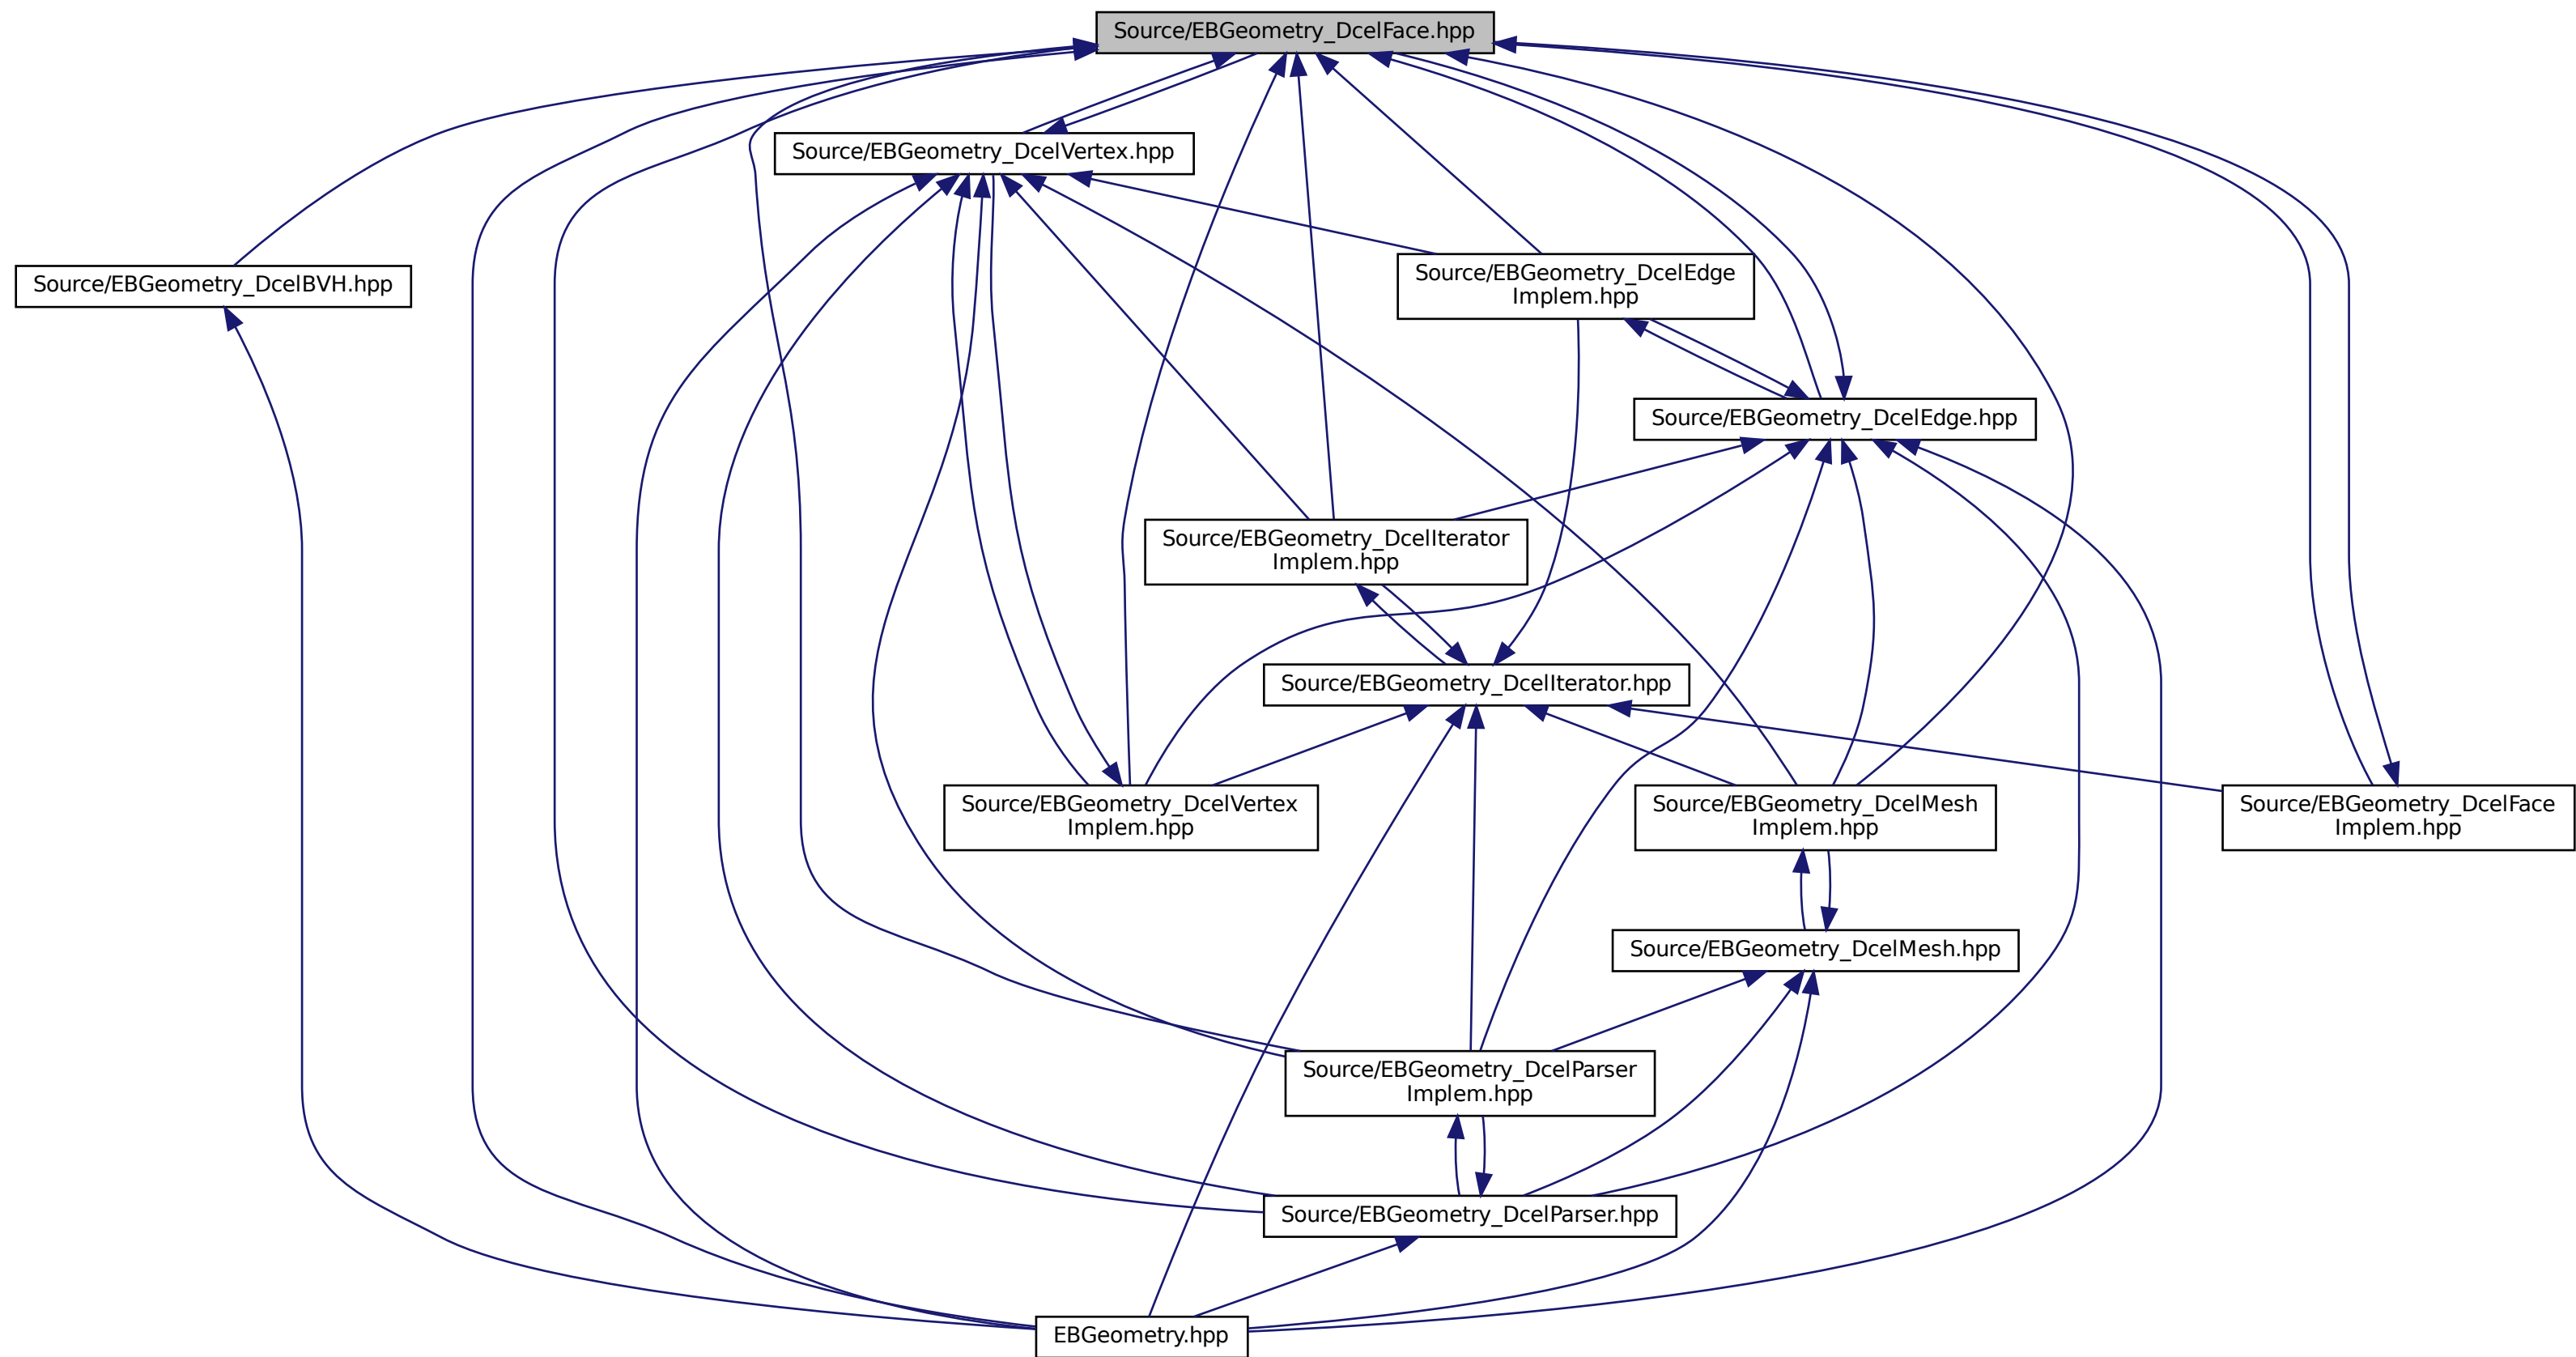 Source/EBGeometry_DcelFace.hpp
Source/EBGeometry_DcelVertex.hpp
Source/EBGeometry_DcelBVH.hpp
Source/EBGeometry_DcelEdge
Implem.hpp
Source/EBGeometry_DcelEdge.hpp
Source/EBGeometry_DcelIterator
Implem.hpp
Source/EBGeometry_DcelIterator.hpp
Source/EBGeometry_DcelVertex
Implem.hpp
Source/EBGeometry_DcelMesh
Implem.hpp
Source/EBGeometry_DcelFace
Implem.hpp
Source/EBGeometry_DcelMesh.hpp
Source/EBGeometry_DcelParser
Implem.hpp
Source/EBGeometry_DcelParser.hpp
EBGeometry.hpp